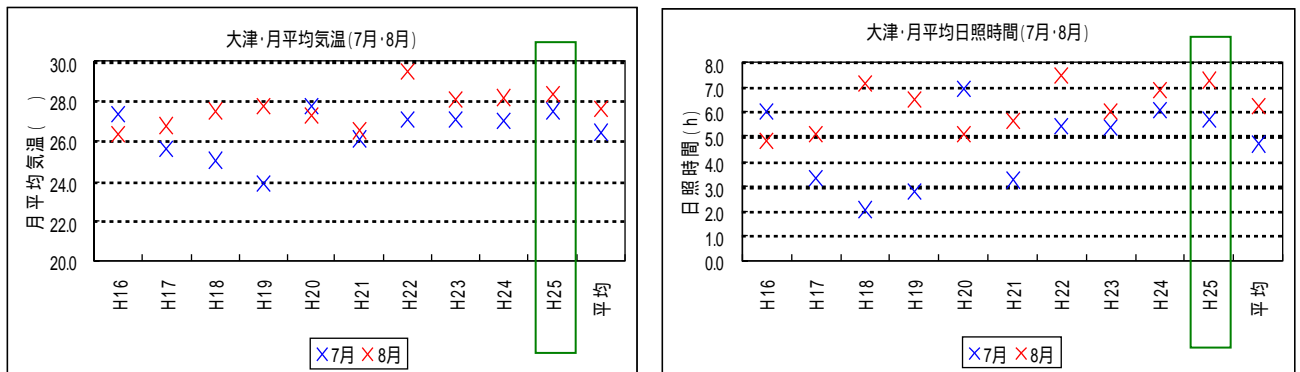 大津・月平均気温(7月・8月)
月平均気温( )
30.0
28.0
26.0
24.0
22.0
20.0
H16
H17
H18
H19
H20
H21
H22
H23
H24
H25
平均
×7月 ×8月
大津・月平均日照時間(7月・8月)
日照時間(h)
8.0
7.0
6.0
5.0
4.0
3.0
2.0
1.0
0.0
H16
H17
H18
H19
H20
H21
H22
H23
H24
H25
平均
×7月 ×8月